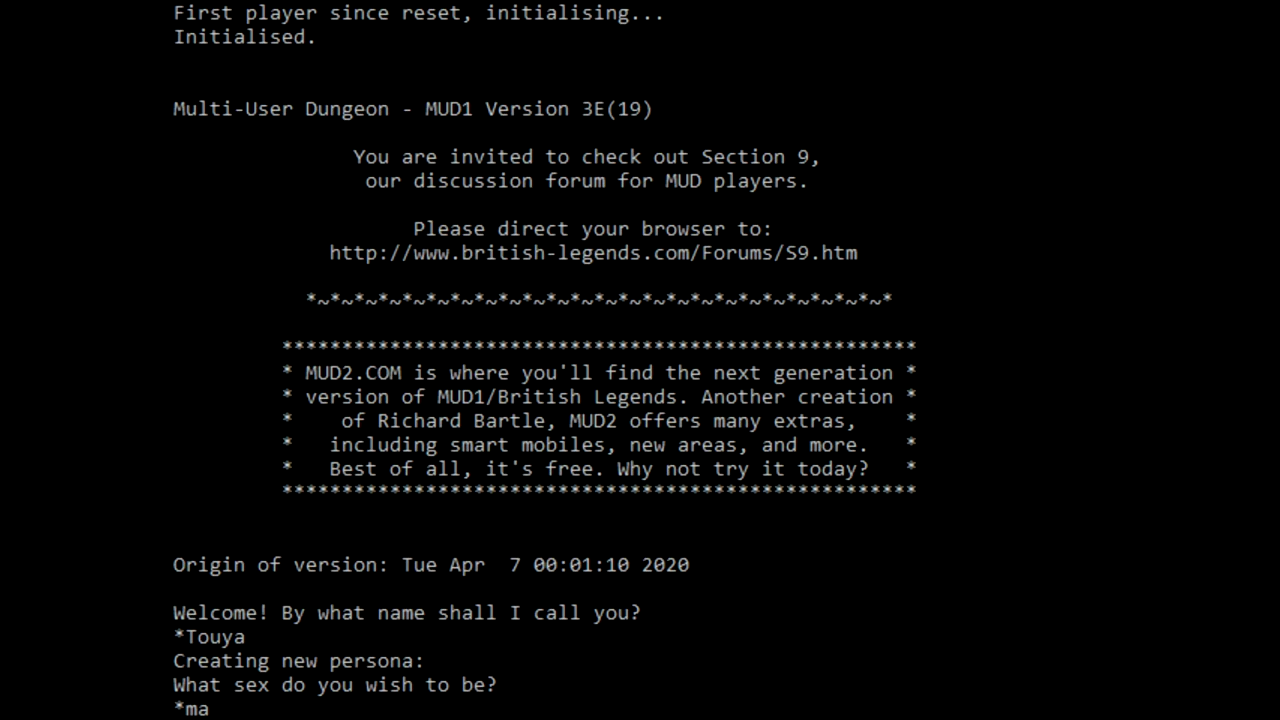 First player since reset, initialising...
Initialised.
Multi-User Dungeon - MUD1 Version 3E(19)
You are invited to check out Section 9,
our discussion forum for MUD players.
Please direct your browser to:
http://www.british-legends.com/Forums/S9.htm
*~*~*~*~*~*~*~*~*~*~*~*~*~*~*~*~*~*~*~*~*~*~*~*~*
*****************************************************
* MUD2.COM is where you'll find the next generation *
* version of MUD1/British Legends. Another creation *
* of Richard Bartle, MUD2 offers many extras, *
* including smart mobiles, new areas, and more. *
* Best of all, it's free. Why not try it today? *
*****************************************************
Origin of version: Tue Apr 7 00:01:10 2020
Welcome! By what name shall I call you?
*Touya
Creating new persona:
What sex do you wish to be?
*ma